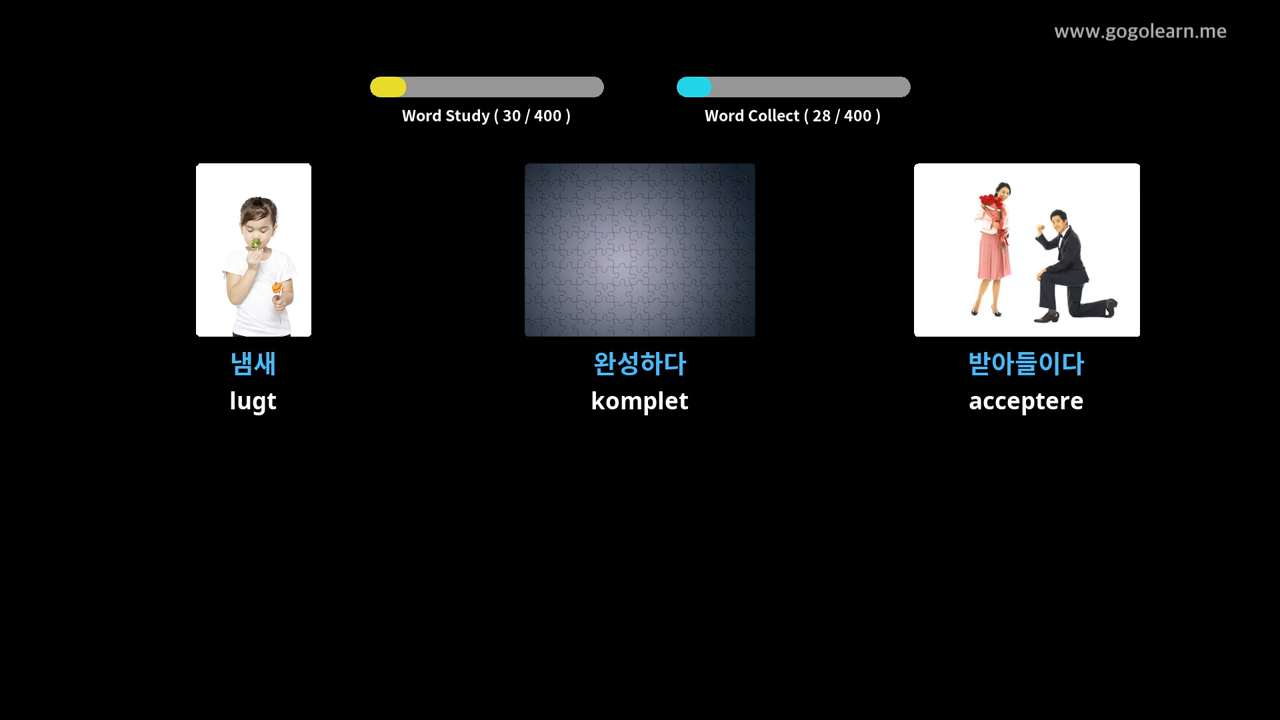 www.gogolearn.me
Word Study ( 30 / 400 )
Word Collect ( 28 / 400 )
냄새
완성하다
받아들이다
lugt
komplet
acceptere